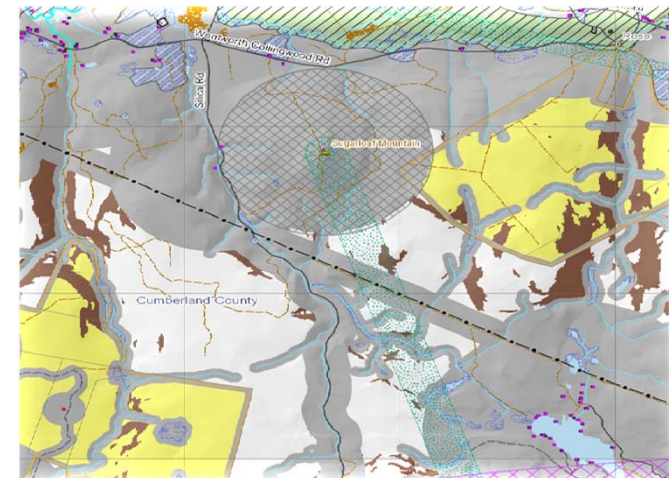 Wentworth Collingwood Rd
Rose
Silica Rd
Sugarloaf Mountain
Cumberland County